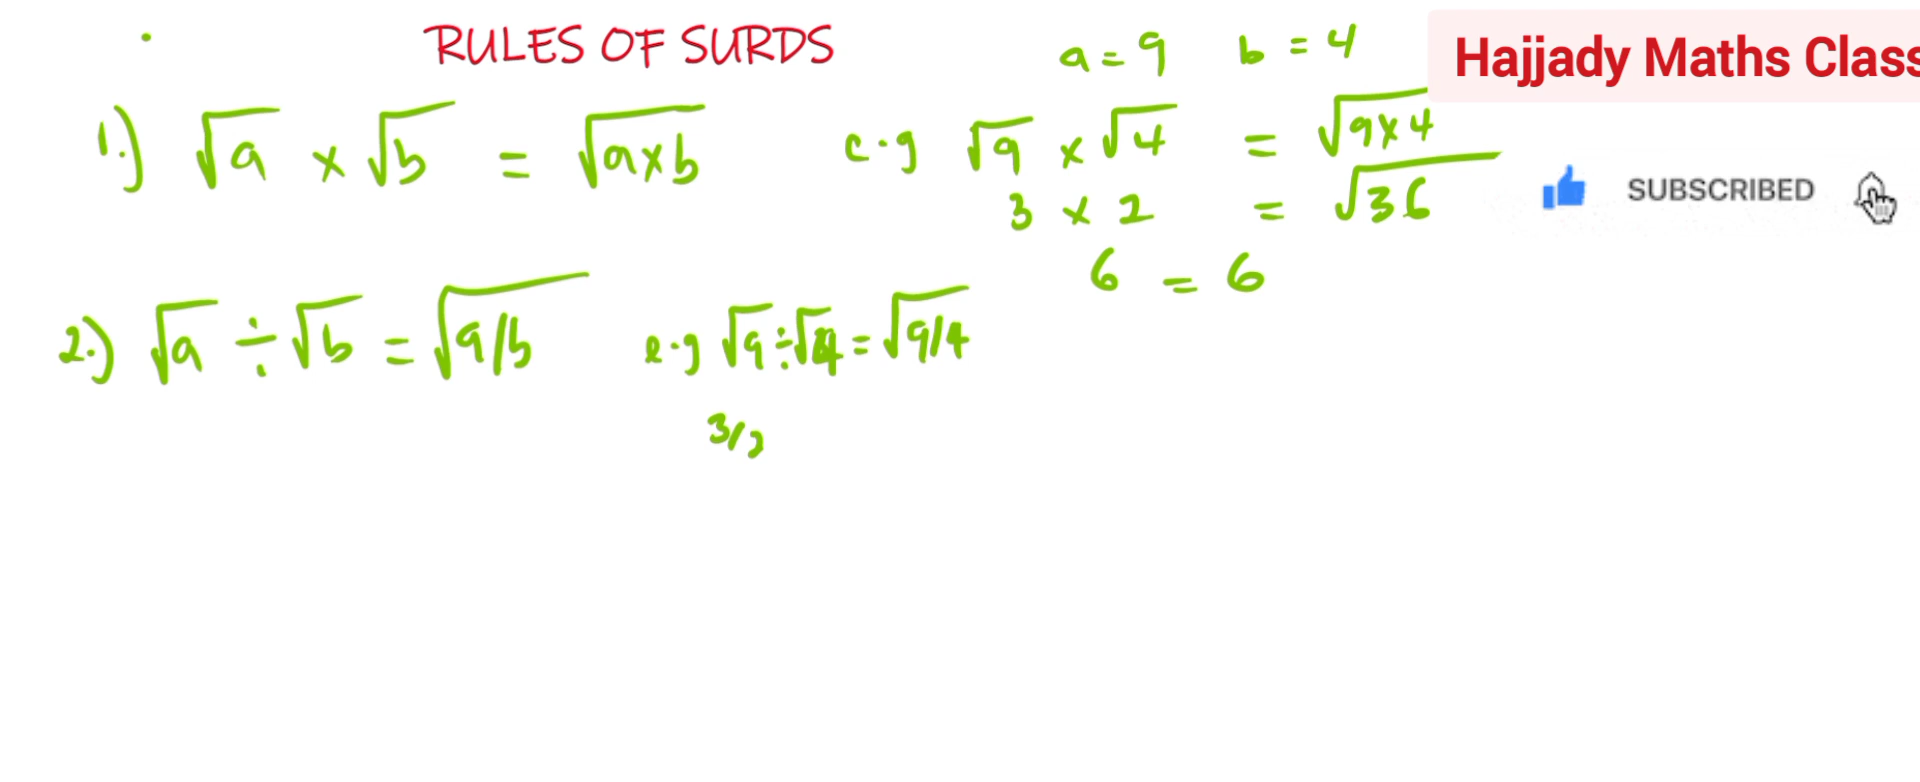 RULES OF SURDS
a = 9 b = 4
Hajjady Maths Class
1.) √a × √b = √a×b e.g √9 × √4 = √9×4
3 × 2 = √36
SUBSCRIBED
6 = 6
2.) √a ÷ √b = √a/b e.g √9 ÷ √4 = √9/4
3/2